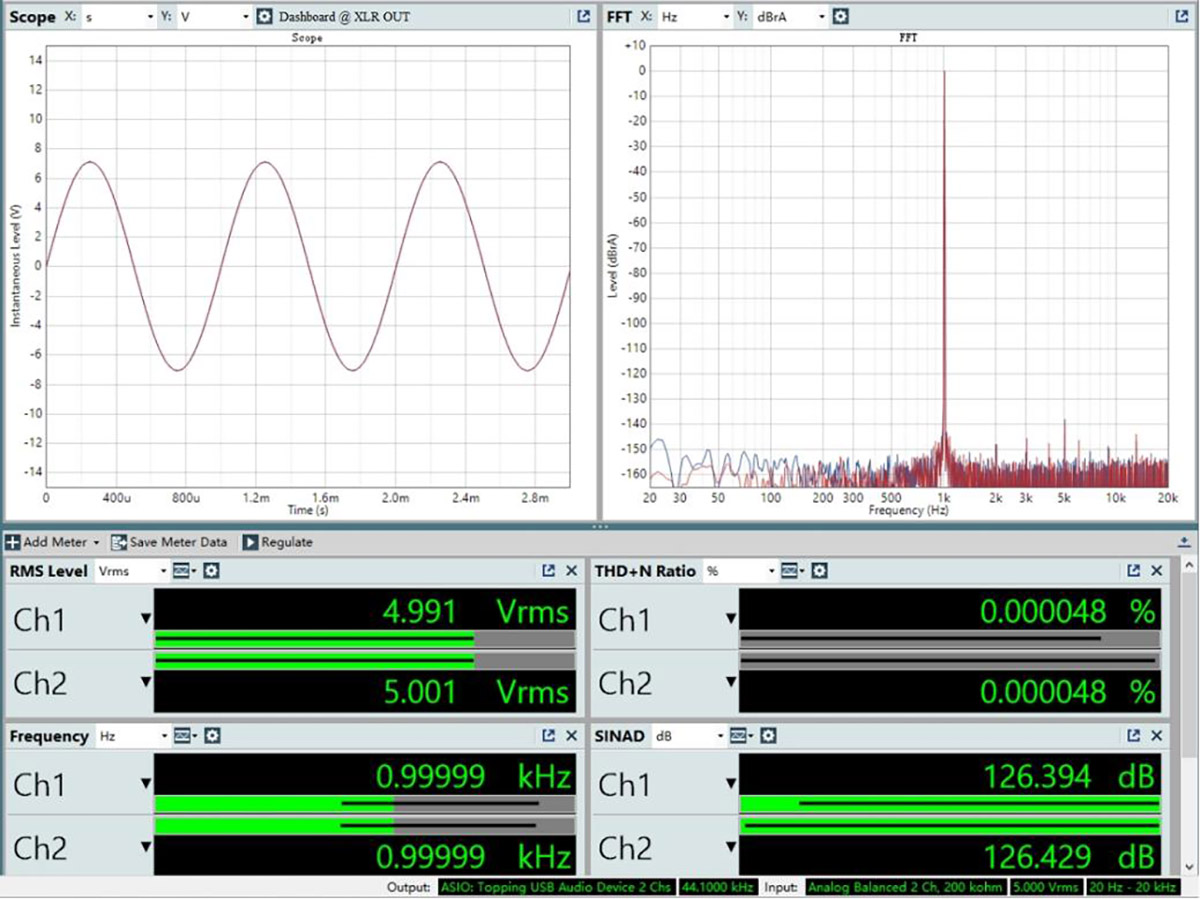 Scope X: s Y: V Dashboard @ XLR OUT
Scope
14
12
10
8
6
4
2
0
-2
-4
-6
-8
-10
-12
-14
Instantaneous Level (V)
0 400u 800u 1.2m 1.6m 2.0m 2.4m 2.8m
Time (s)
FFT X: Hz Y: dBrA
FFT
+10
0
-10
-20
-30
-40
-50
-60
-70
-80
-90
-100
-110
-120
-130
-140
-150
-160
Level (dBrA)
20 30 50 100 200 300 500 1k 2k 3k 5k 10k 20k
Frequency (Hz)
Add Meter Save Meter Data Regulate
RMS Level Vrms
Ch1 4.991 Vrms
Ch2 5.001 Vrms
THD+N Ratio %
Ch1 0.000048 %
Ch2 0.000048 %
Frequency Hz
Ch1 0.99999 kHz
Ch2 0.99999 kHz
SINAD dB
Ch1 126.394 dB
Ch2 126.429 dB
Output: ASIO: Topping USB Audio Device 2 Chs 44.1000 kHz Input: Analog Balanced 2 Ch, 200 kohm 5.000 Vrms 20 Hz - 20 kHz